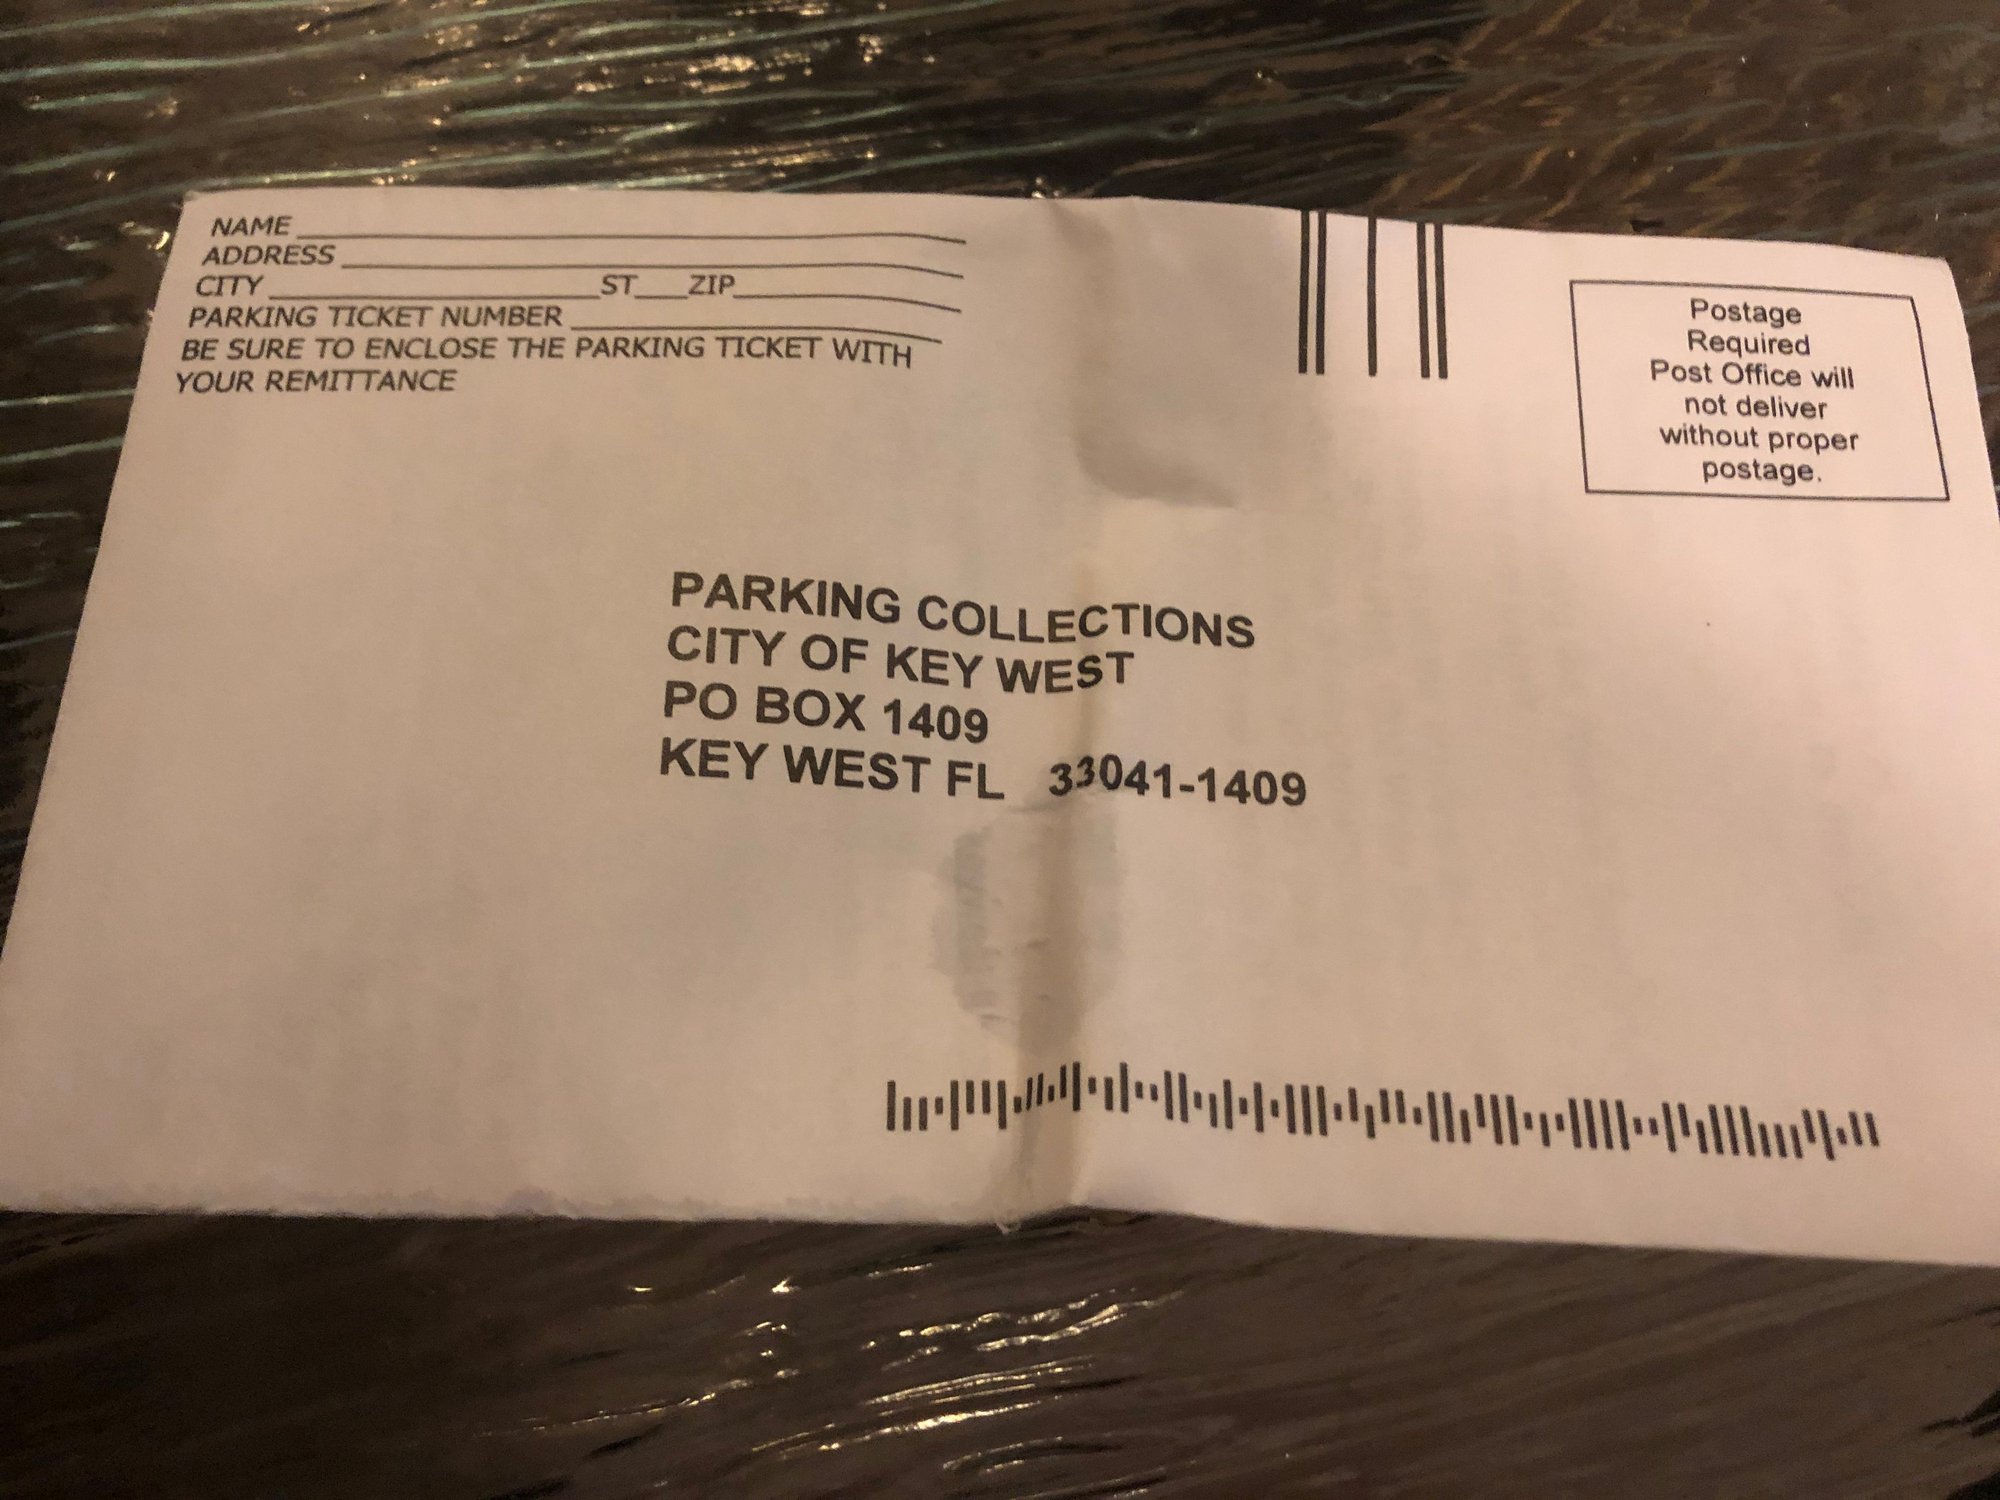 NAME
ADDRESS
CITY ST ZIP
PARKING TICKET NUMBER
BE SURE TO ENCLOSE THE PARKING TICKET WITH
YOUR REMITTANCE
Postage
Required
Post Office will
not deliver
without proper
postage.
PARKING COLLECTIONS
CITY OF KEY WEST
PO BOX 1409
KEY WEST FL 33041-1409